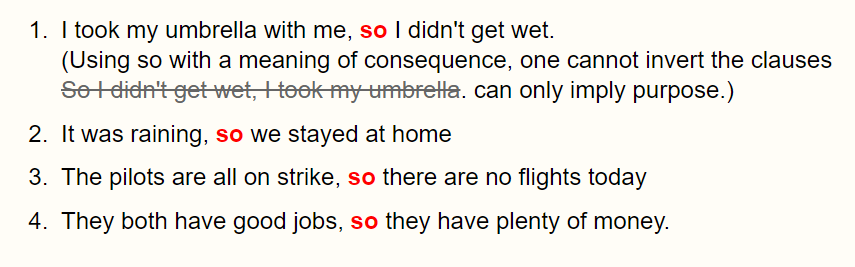 1. I took my umbrella with me, so I didn't get wet.
(Using so with a meaning of consequence, one cannot invert the clauses
So I didn't get wet, I took my umbrella. can only imply purpose.)
2. It was raining, so we stayed at home
3. The pilots are all on strike, so there are no flights today
4. They both have good jobs, so they have plenty of money.